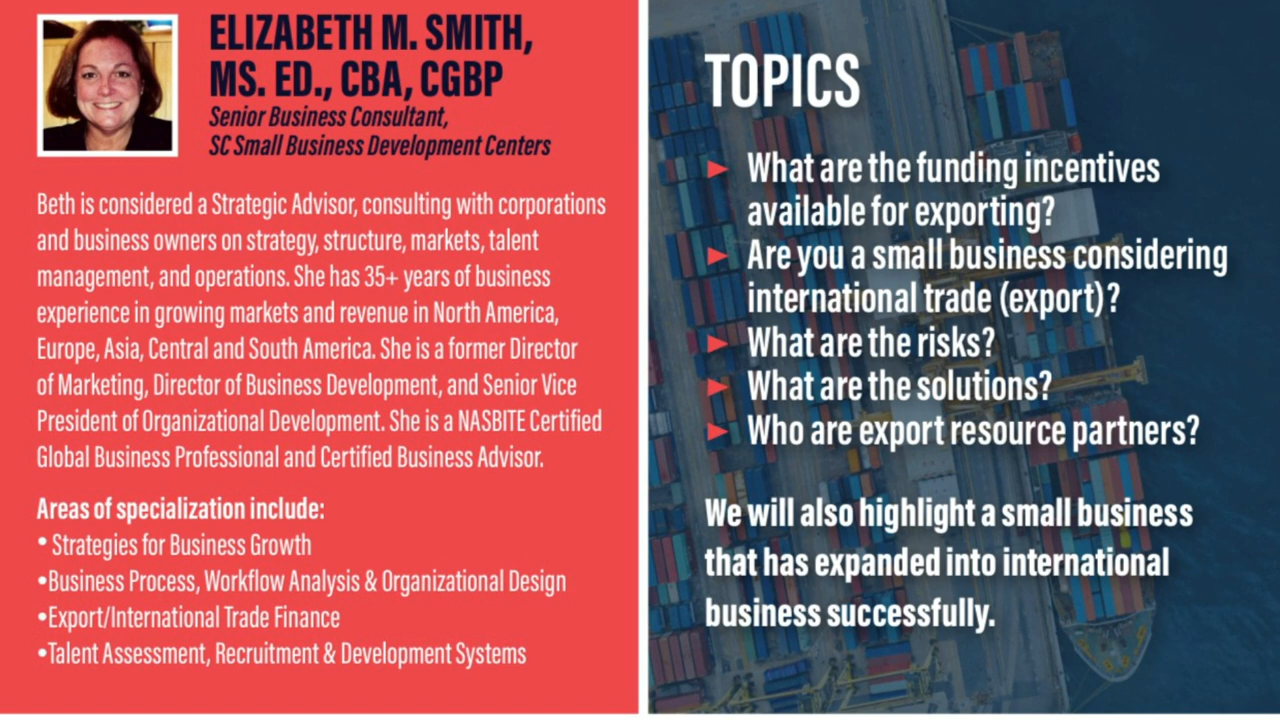 ELIZABETH M. SMITH,
MS. ED., CBA, CGBP
Senior Business Consultant,
SC Small Business Development Centers
Beth is considered a Strategic Advisor, consulting with corporations
and business owners on strategy, structure, markets, talent
management, and operations. She has 35+ years of business
experience in growing markets and revenue in North America,
Europe, Asia, Central and South America. She is a former Director
of Marketing, Director of Business Development, and Senior Vice
President of Organizational Development. She is a NASBITE Certified
Global Business Professional and Certified Business Advisor.
Areas of specialization include:
• Strategies for Business Growth
•Business Process, Workflow Analysis & Organizational Design
•Export/International Trade Finance
•Talent Assessment, Recruitment & Development Systems
TOPICS
► What are the funding incentives
available for exporting?
► Are you a small business considering
international trade (export)?
► What are the risks?
► What are the solutions?
► Who are export resource partners?
We will also highlight a small business
that has expanded into international
business successfully.